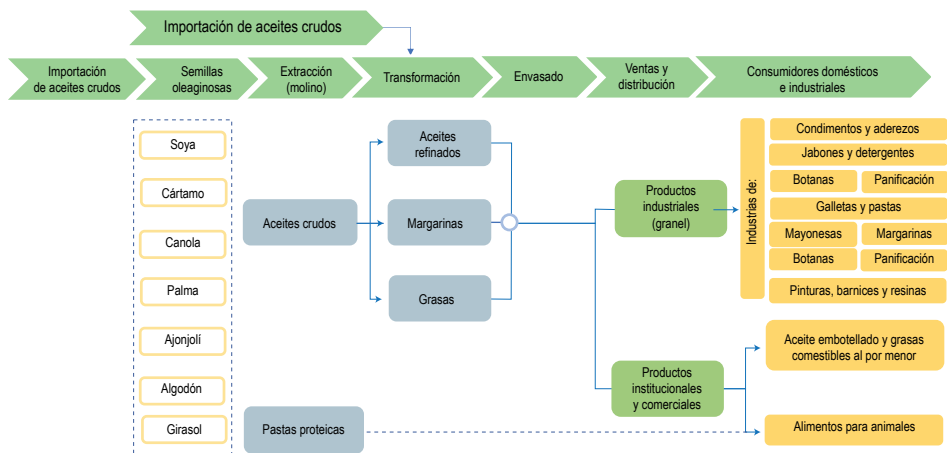 Importación de aceites crudos
Importación
de aceites crudos
Semillas
oleaginosas
Extracción
(molino)
Transformación
Envasado
Ventas y
distribución
Consumidores domésticos
e industriales
Soya
Cártamo
Canola
Palma
Ajonjolí
Algodón
Girasol
Aceites crudos
Pastas proteicas
Aceites
refinados
Margarinas
Grasas
Productos
industriales
(granel)
Productos
institucionales
y comerciales
Industrias de:
Condimentos y aderezos
Jabones y detergentes
Botanas
Panificación
Galletas y pastas
Mayonesas
Margarinas
Botanas
Panificación
Pinturas, barnices y resinas
Aceite embotellado y grasas
comestibles al por menor
Alimentos para animales